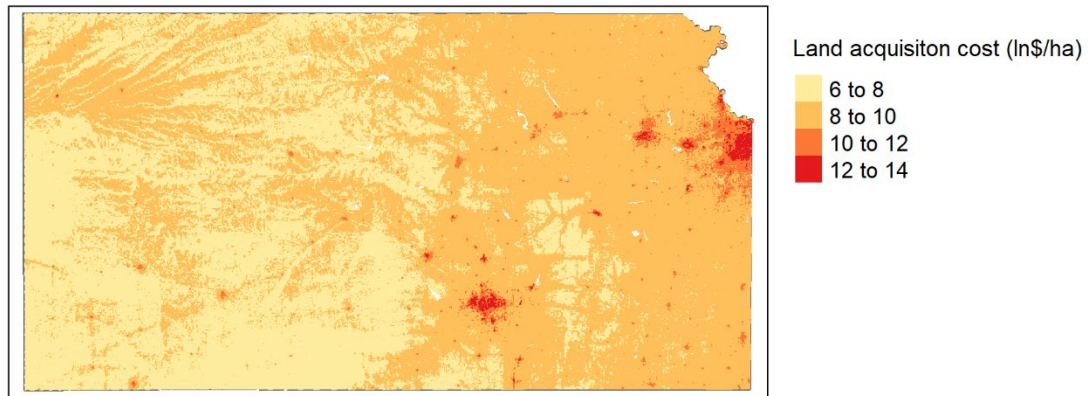 Land acquisiton cost (ln$/ha)
6 to 8
8 to 10
10 to 12
12 to 14